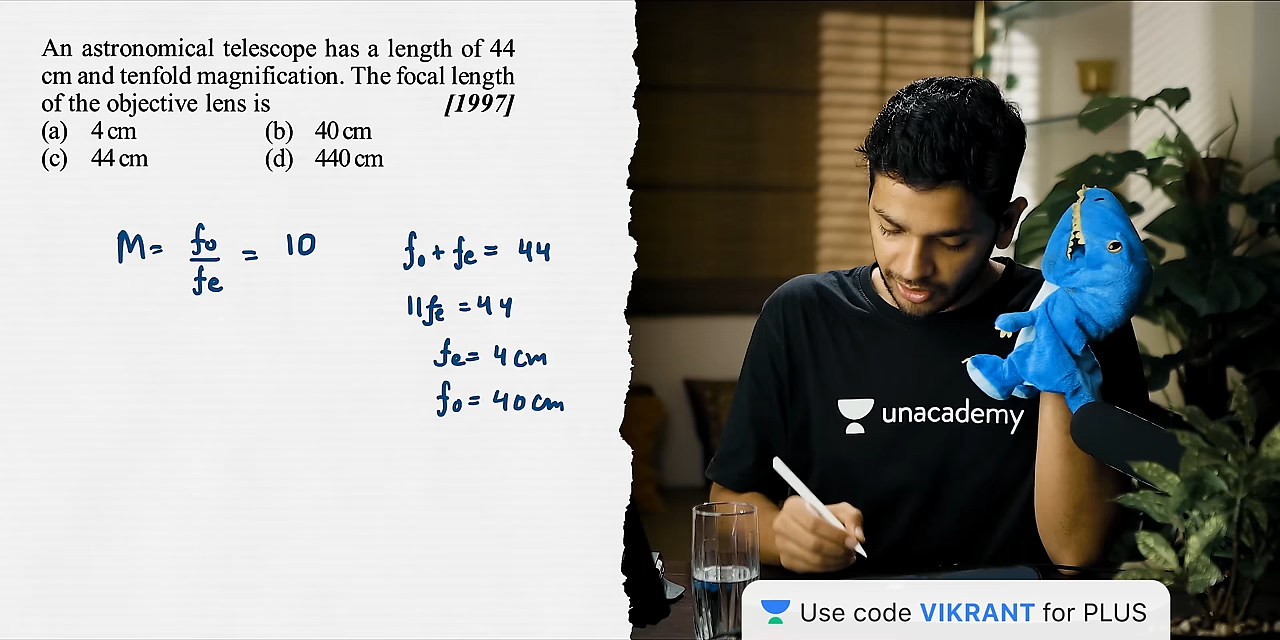 An astronomical telescope has a length of 44
cm and tenfold magnification. The focal length
of the objective lens is [1997]
(a) 4 cm (b) 40 cm
(c) 44 cm (d) 440 cm
M = fo/fe = 10
fo + fe = 44
11fe = 44
fe = 4 cm
fo = 40 cm
unacademy
Use code VIKRANT for PLUS